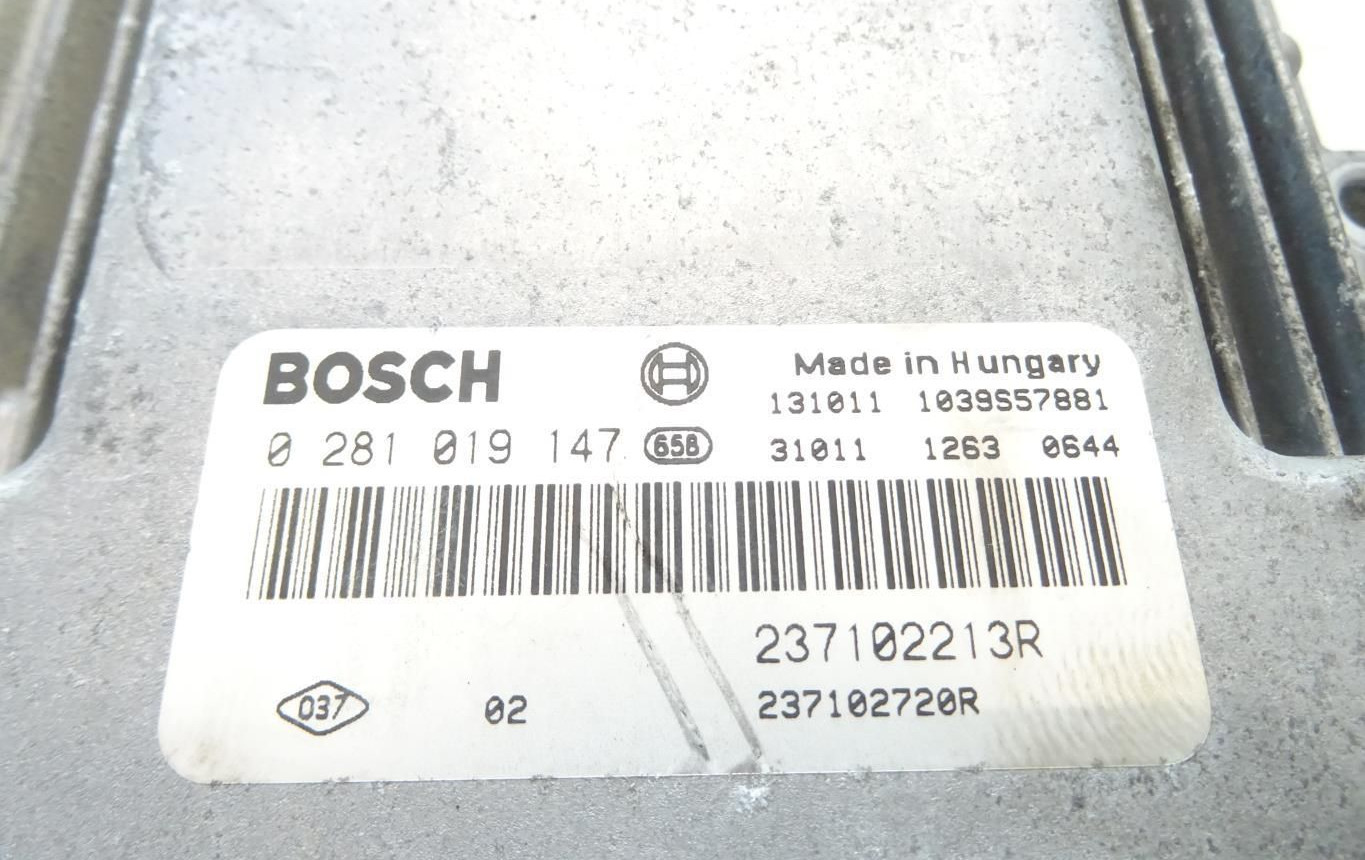 BOSCH
Made in Hungary
131011 1039S57881
0 281 019 147 658
31011 1263 0644
237102213R
037 02 237102720R